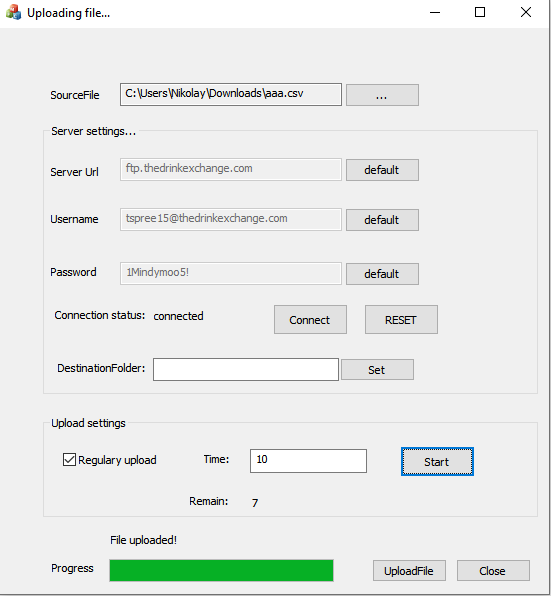 Uploading file...
SourceFile C:\Users\Nikolay\Downloads\aaa.csv ...
Server settings...
Server Url ftp.thedrinkexchange.com default
Username tspree15@thedrinkexchange.com default
Password 1Mindymoo5! default
Connection status: connected Connect RESET
DestinationFolder: Set
Upload settings
Regulary upload Time: 10 Start
Remain: 7
File uploaded!
Progress UploadFile Close